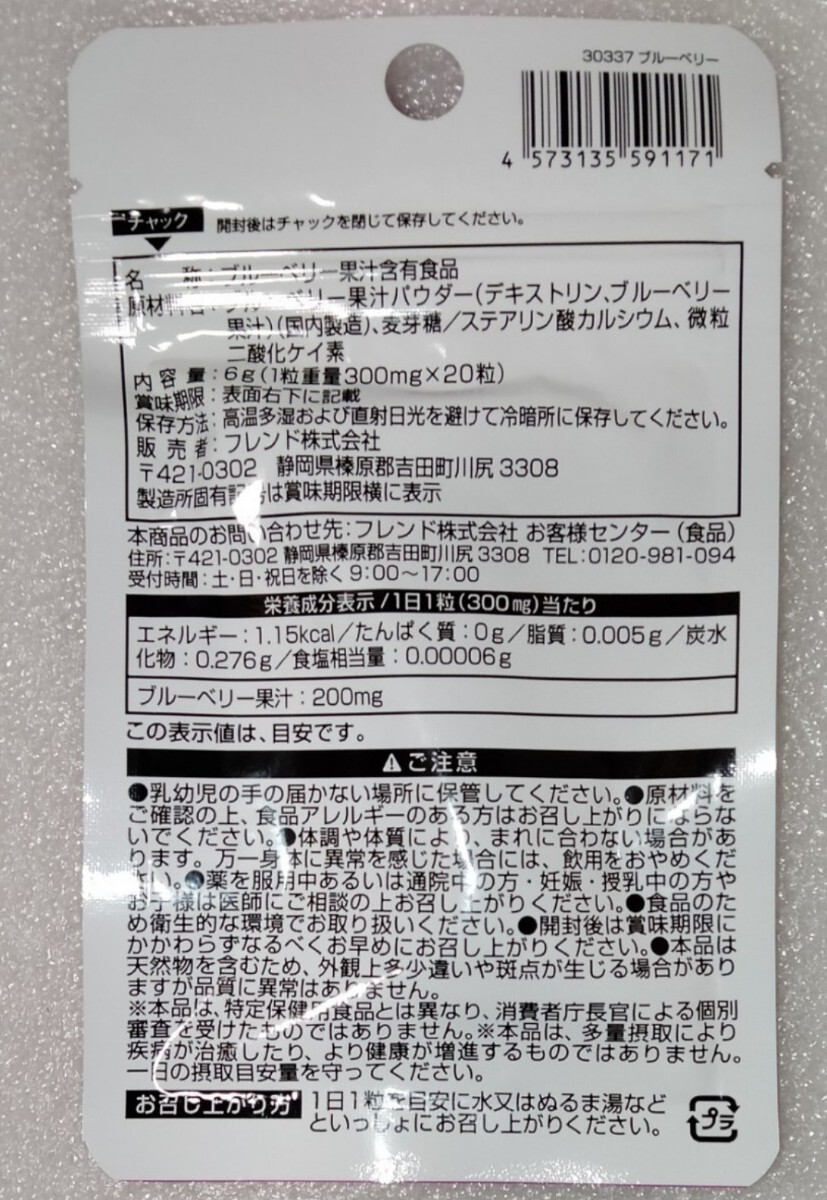 30337 ブルーベリー
4 573135 591171
チャック 開封後はチャックを閉じて保存してください。
名 称：ブルーベリー果汁含有食品
原材料名：ブルーベリー果汁パウダー(デキストリン、ブルーベリー
果汁)(国内製造)、麦芽糖／ステアリン酸カルシウム、微粒
二酸化ケイ素
内容量：6g(1粒重量300mg×20粒)
賞味期限：表面右下に記載
保存方法：高温多湿および直射日光を避けて冷暗所に保存してください。
販売者：フレンド株式会社
〒421-0302 静岡県榛原郡吉田町川尻3308
製造所固有記号は賞味期限横に表示
本商品のお問い合わせ先：フレンド株式会社 お客様センター(食品)
住所：〒421-0302 静岡県榛原郡吉田町川尻3308 TEL：0120-981-094
受付時間：土・日・祝日を除く 9:00～17:00
栄養成分表示/1日1粒(300mg)当たり
エネルギー：1.15kcal/たんぱく質：0g/脂質：0.005g/炭水
化物：0.276g/食塩相当量：0.00006g
ブルーベリー果汁：200mg
この表示値は、目安です。
⚠ご注意
●乳幼児の手の届かない場所に保管してください。●原材料を
ご確認の上、食品アレルギーのある方はお召し上がりにならな
いでください。●体調や体質により、まれに合わない場合があ
ります。万一身体に異常を感じた場合には、飲用をおやめくだ
さい。●薬を服用中あるいは通院中の方・妊娠・授乳中の方や
お子様は医師にご相談の上お召し上がりください。●食品のた
め衛生的な環境でお取り扱いください。●開封後は賞味期限に
かかわらずなるべくお早めにお召し上がりください。●本品は
天然物を含むため、外観上多少違いや斑点が生じる場合があり
ますが品質に異常はありません。
※本品は、特定保健用食品とは異なり、消費者庁長官による個別
審査を受けたものではありません。※本品は、多量摂取により
疾病が治癒したり、より健康が増進するものではありません。
一日の摂取目安量を守ってください。
お召し上がり方 1日1粒を目安に水又はぬるま湯など
といっしょにお召し上がりください。
プラ